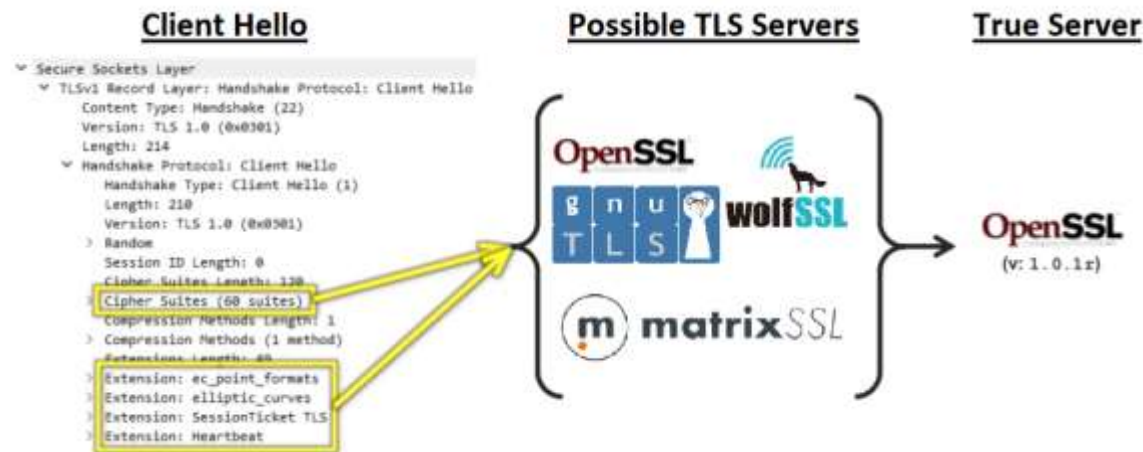 Client Hello
Possible TLS Servers
True Server
Secure Sockets Layer
TLSv1 Record Layer: Handshake Protocol: Client Hello
Content Type: Handshake (22)
Version: TLS 1.0 (0x0301)
Length: 214
Handshake Protocol: Client Hello
Handshake Type: Client Hello (1)
Length: 210
Version: TLS 1.0 (0x0301)
Random
Session ID Length: 0
Cipher Suites Length: 120
Cipher Suites (60 suites)
Compression Methods Length: 1
Compression Methods (1 method)
Extensions Length: 49
Extension: ec_point_formats
Extension: elliptic_curves
Extension: SessionTicket TLS
Extension: Heartbeat
OpenSSL
gnu
TLS
wolfSSL
m matrixSSL
OpenSSL
(v: 1.0.1r)